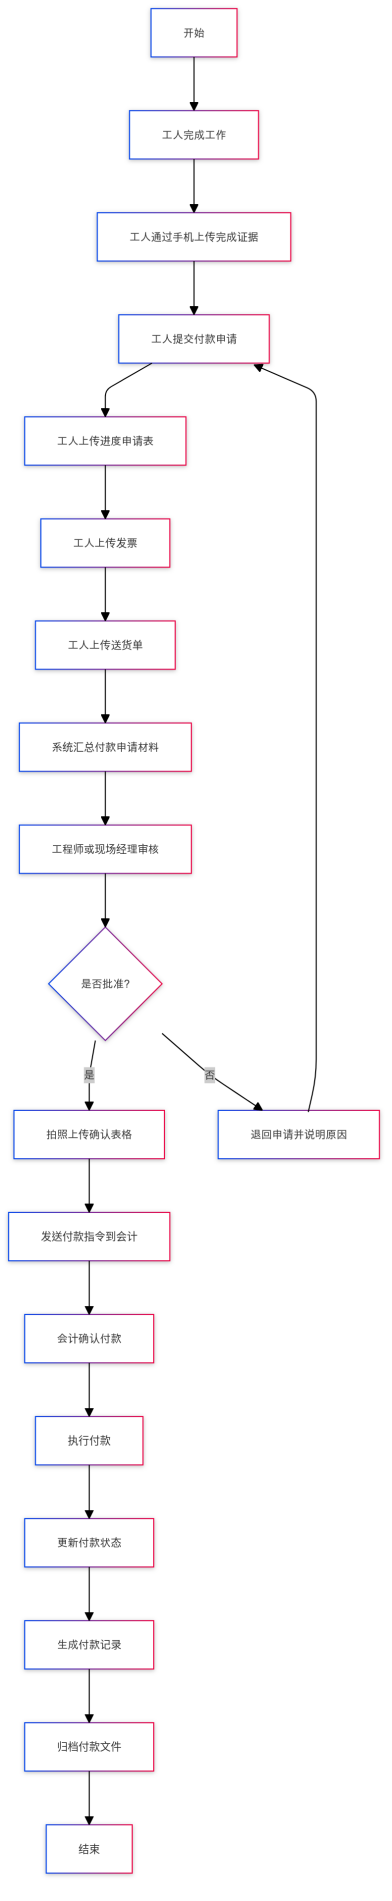 开始
工人完成工作
工人通过手机上传完成证据
工人提交付款申请
工人上传进度申请表
工人上传发票
工人上传送货单
系统汇总付款申请材料
工程师或现场经理审核
是否批准?
是
否
拍照上传确认表格
退回申请并说明原因
发送付款指令到会计
会计确认付款
执行付款
更新付款状态
生成付款记录
归档付款文件
结束